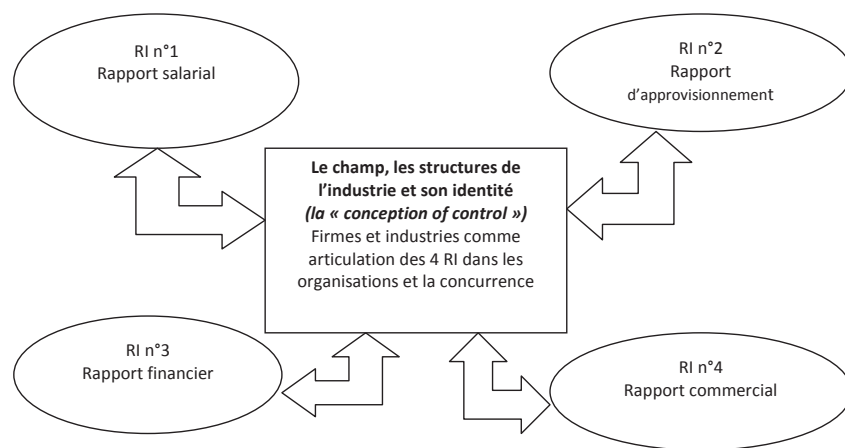 RI n°1
Rapport salarial
RI n°2
Rapport
d’approvisionnement
Le champ, les structures de
l’industrie et son identité
(la « conception of control »)
Firmes et industries comme
articulation des 4 RI dans les
organisations et la concurrence
RI n°3
Rapport financier
RI n°4
Rapport commercial